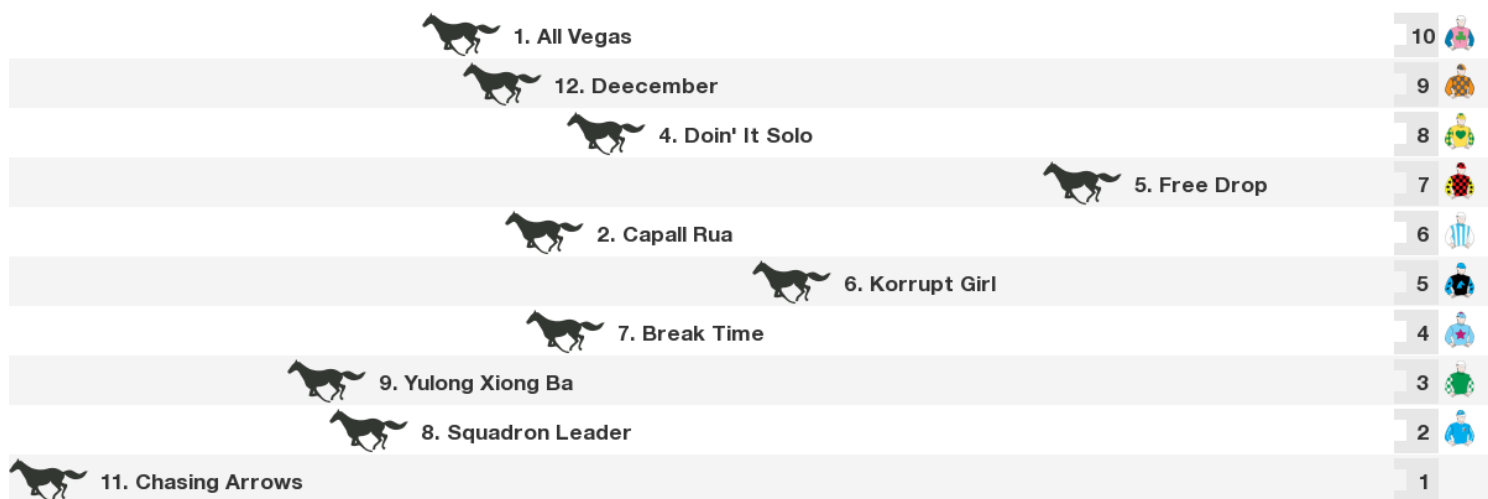 1. All Vegas 10
12. Deecember 9
4. Doin' It Solo 8
5. Free Drop 7
2. Capall Rua 6
6. Korrupt Girl 5
7. Break Time 4
9. Yulong Xiong Ba 3
8. Squadron Leader 2
11. Chasing Arrows 1